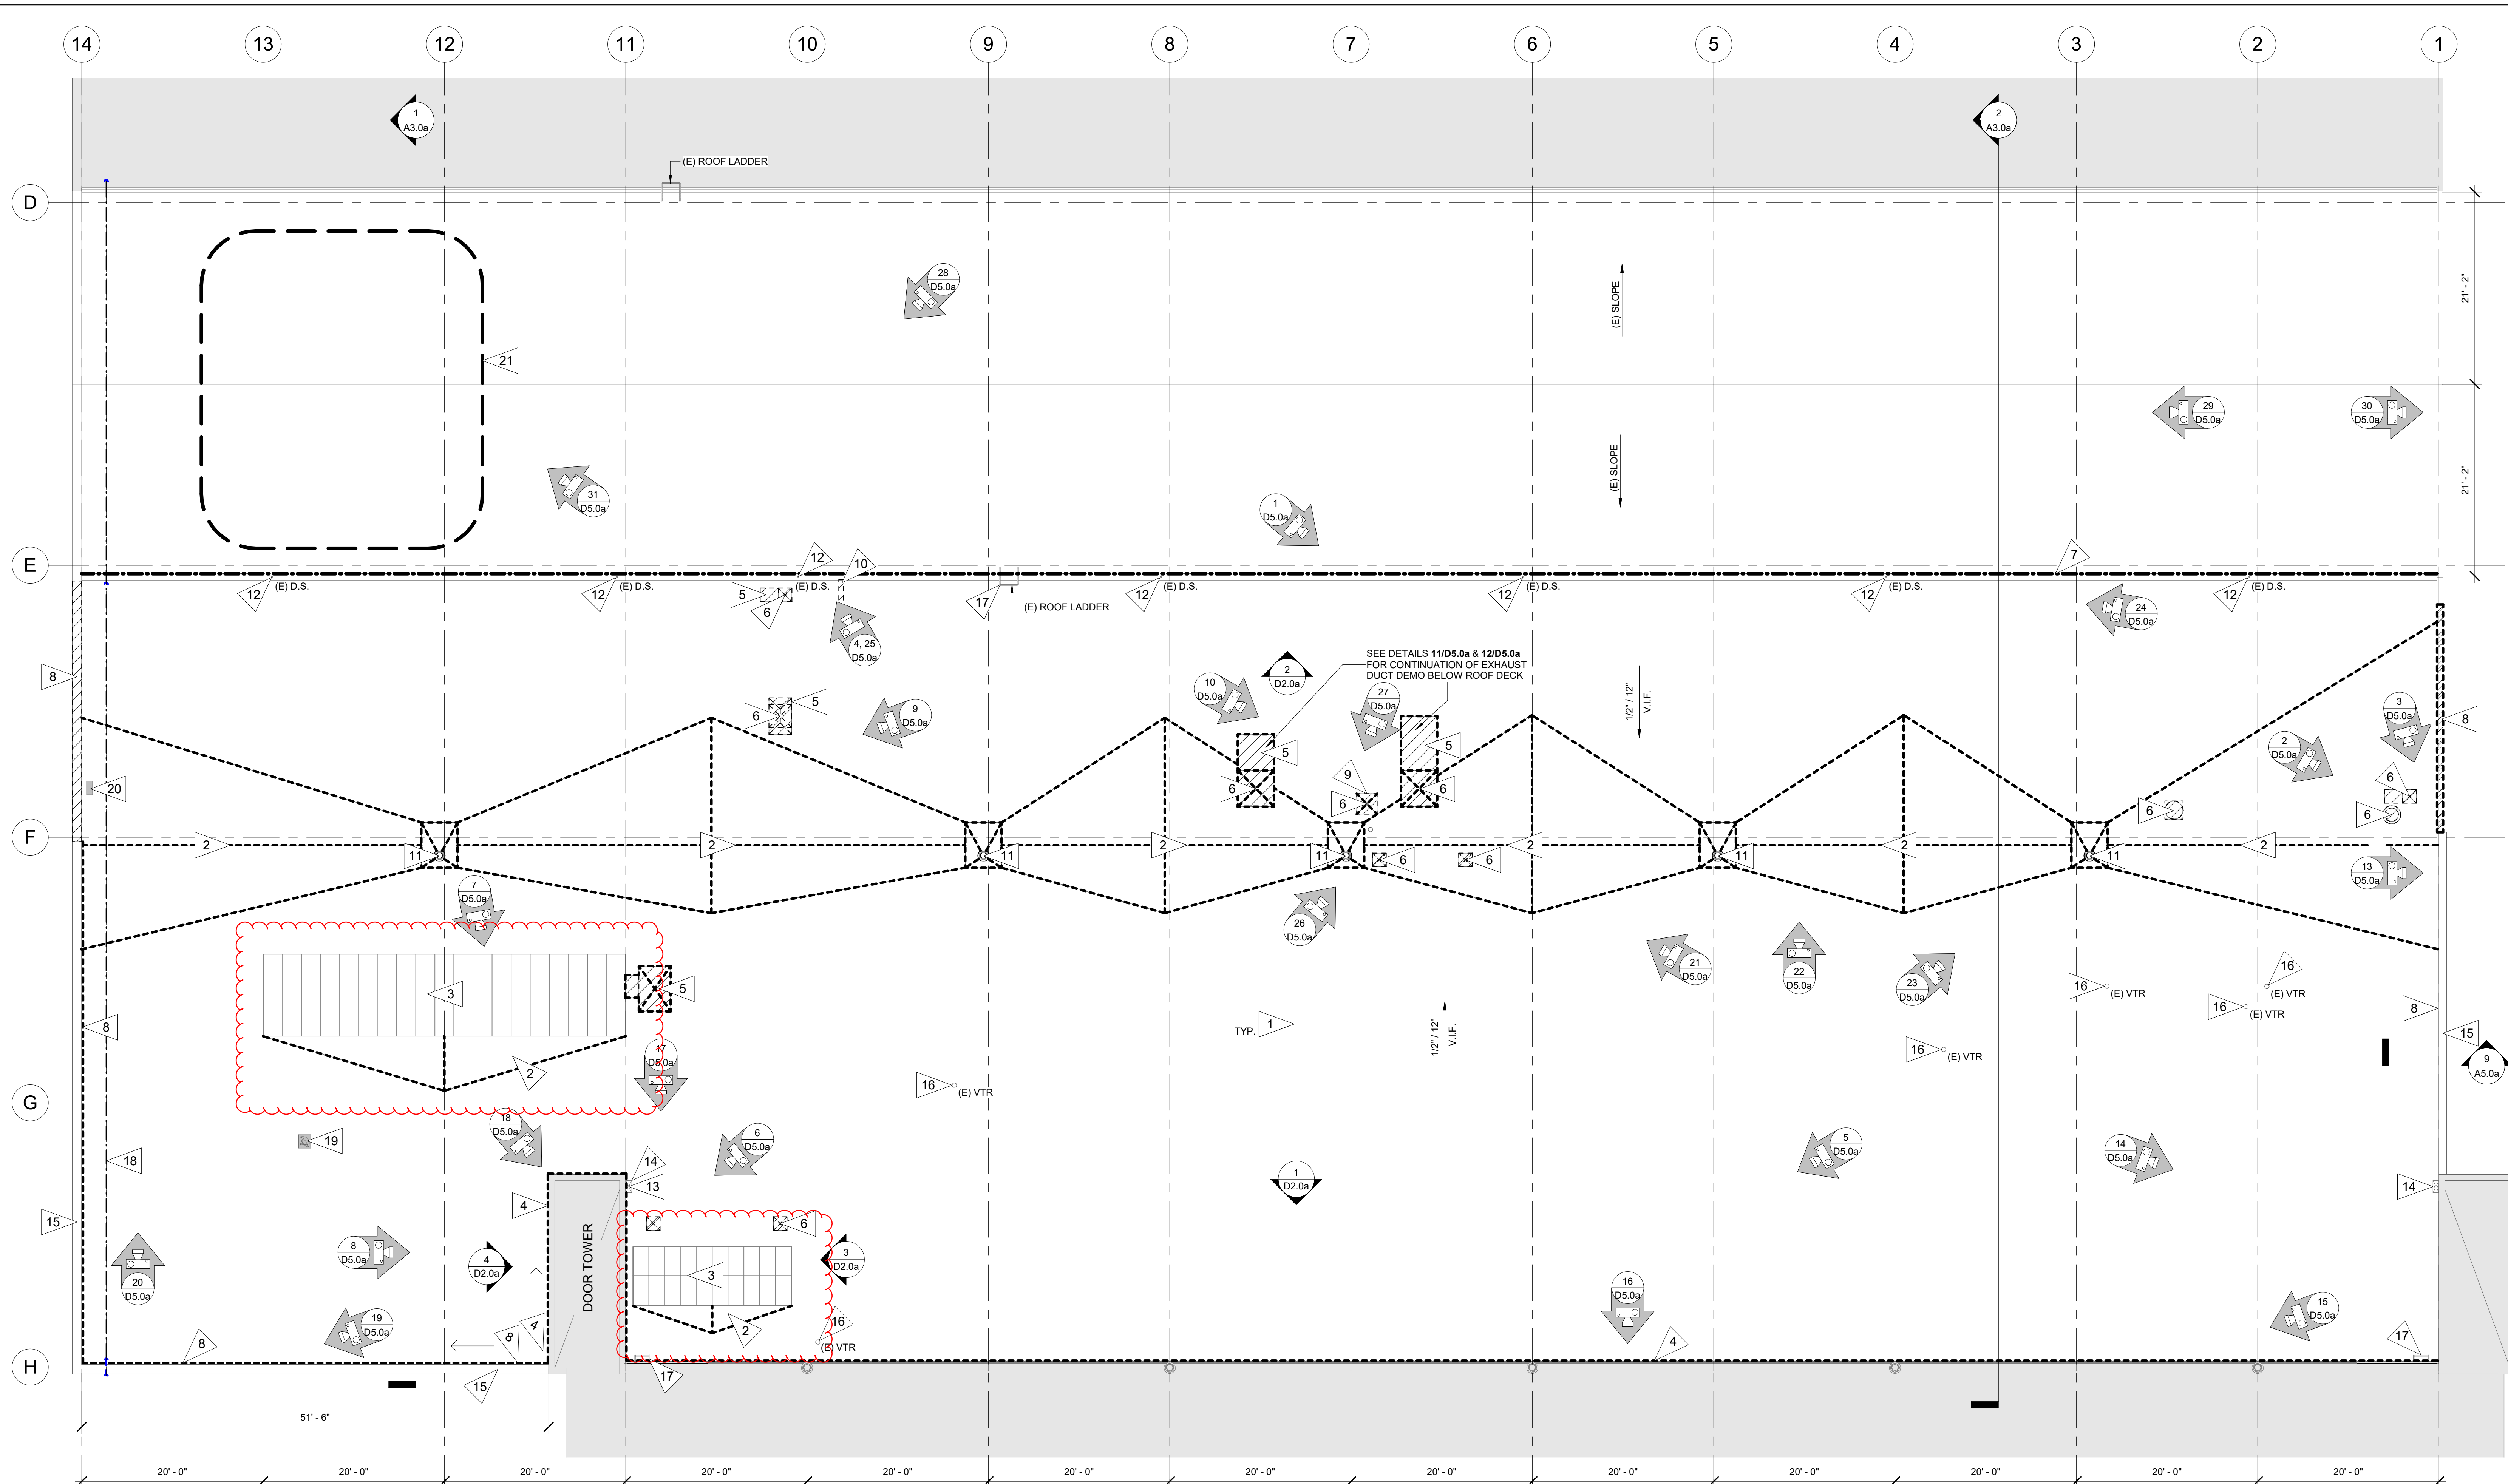 14
13
12
11
10
9
8
7
6
5
4
3
2
1
1
A3.0a
2
A3.0a
(E) ROOF LADDER
D
28
D5.0a
(E) SLOPE
21' - 2"
21
29
D5.0a
30
D5.0a
(E) SLOPE
21' - 2"
31
D5.0a
1
D5.0a
E
12
10
7
12
(E) D.S.
12
(E) D.S.
5
6
(E) D.S.
17
(E) ROOF LADDER
12
(E) D.S.
12
(E) D.S.
12
(E) D.S.
12
(E) D.S.
24
D5.0a
4, 25
D5.0a
SEE DETAILS 11/D5.0a & 12/D5.0a
FOR CONTINUATION OF EXHAUST
DUCT DEMO BELOW ROOF DECK
8
2
D2.0a
10
D5.0a
27
D5.0a
1/2" / 12"
V.I.F.
3
D5.0a
8
5
6
9
D5.0a
5
5
2
D5.0a
20
6
9
6
6
6
6
6
F
2
11
2
11
2
11
6
6
2
11
2
11
2
7
D5.0a
13
D5.0a
26
D5.0a
21
D5.0a
22
D5.0a
23
D5.0a
3
5
16
(E) VTR
16
(E) VTR
16
(E) VTR
8
8
TYP.
1
1/2" / 12"
V.I.F.
15
16
(E) VTR
9
A5.0a
17
D5.0a
2
16
(E) VTR
G
18
D5.0a
6
D5.0a
5
D5.0a
14
D5.0a
19
18
14
13
1
D2.0a
14
4
15
6
DOOR TOWER
8
D5.0a
4
D2.0a
3
D2.0a
3
20
D5.0a
16
D5.0a
19
D5.0a
15
D5.0a
8
8
4
2
16
(E) VTR
4
17
H
15
17
51' - 6"
20' - 0"
20' - 0"
20' - 0"
20' - 0"
20' - 0"
20' - 0"
20' - 0"
20' - 0"
20' - 0"
20' - 0"
20' - 0"
20' - 0"
20' - 0"